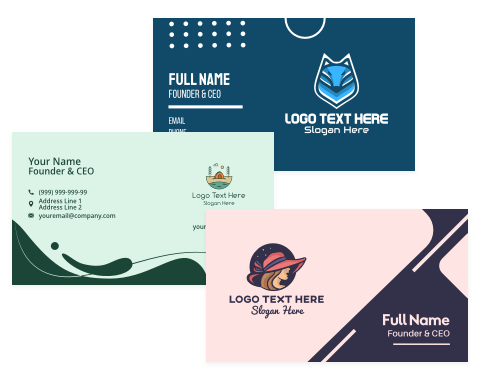 FULL NAME
FOUNDER & CEO
EMAIL
PHONE
LOGO TEXT HERE
Slogan Here
Your Name
Founder & CEO
(999) 999-999-99
Address Line 1
Address Line 2
youremail@company.com
Logo Text Here
Slogan Here
your
LOGO TEXT HERE
Slogan Here
Full Name
Founder & CEO